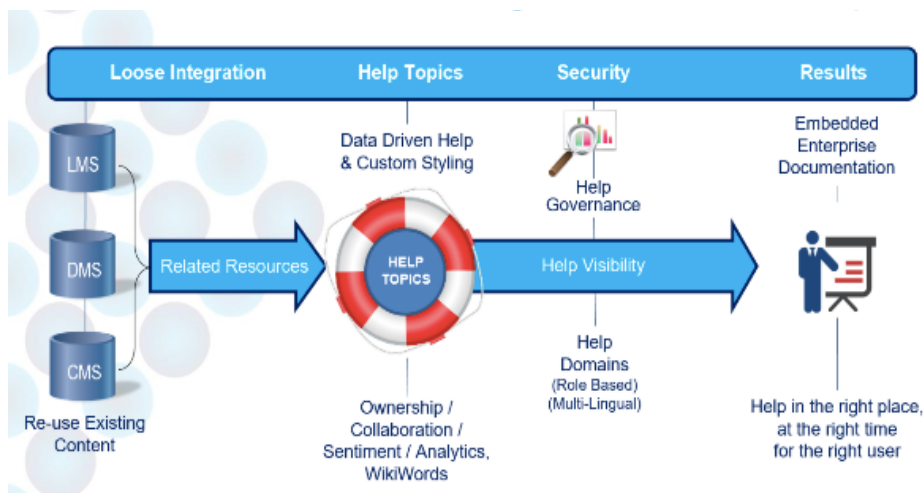 Loose Integration
Help Topics
Security
Results
LMS
DMS
CMS
Re-use Existing
Content
Related Resources
Data Driven Help
& Custom Styling
HELP
TOPICS
Ownership /
Collaboration /
Sentiment / Analytics,
WikiWords
Help
Governance
Help Visibility
Help
Domains
(Role Based)
(Multi-Lingual)
Embedded
Enterprise
Documentation
Help in the right place,
at the right time
for the right user